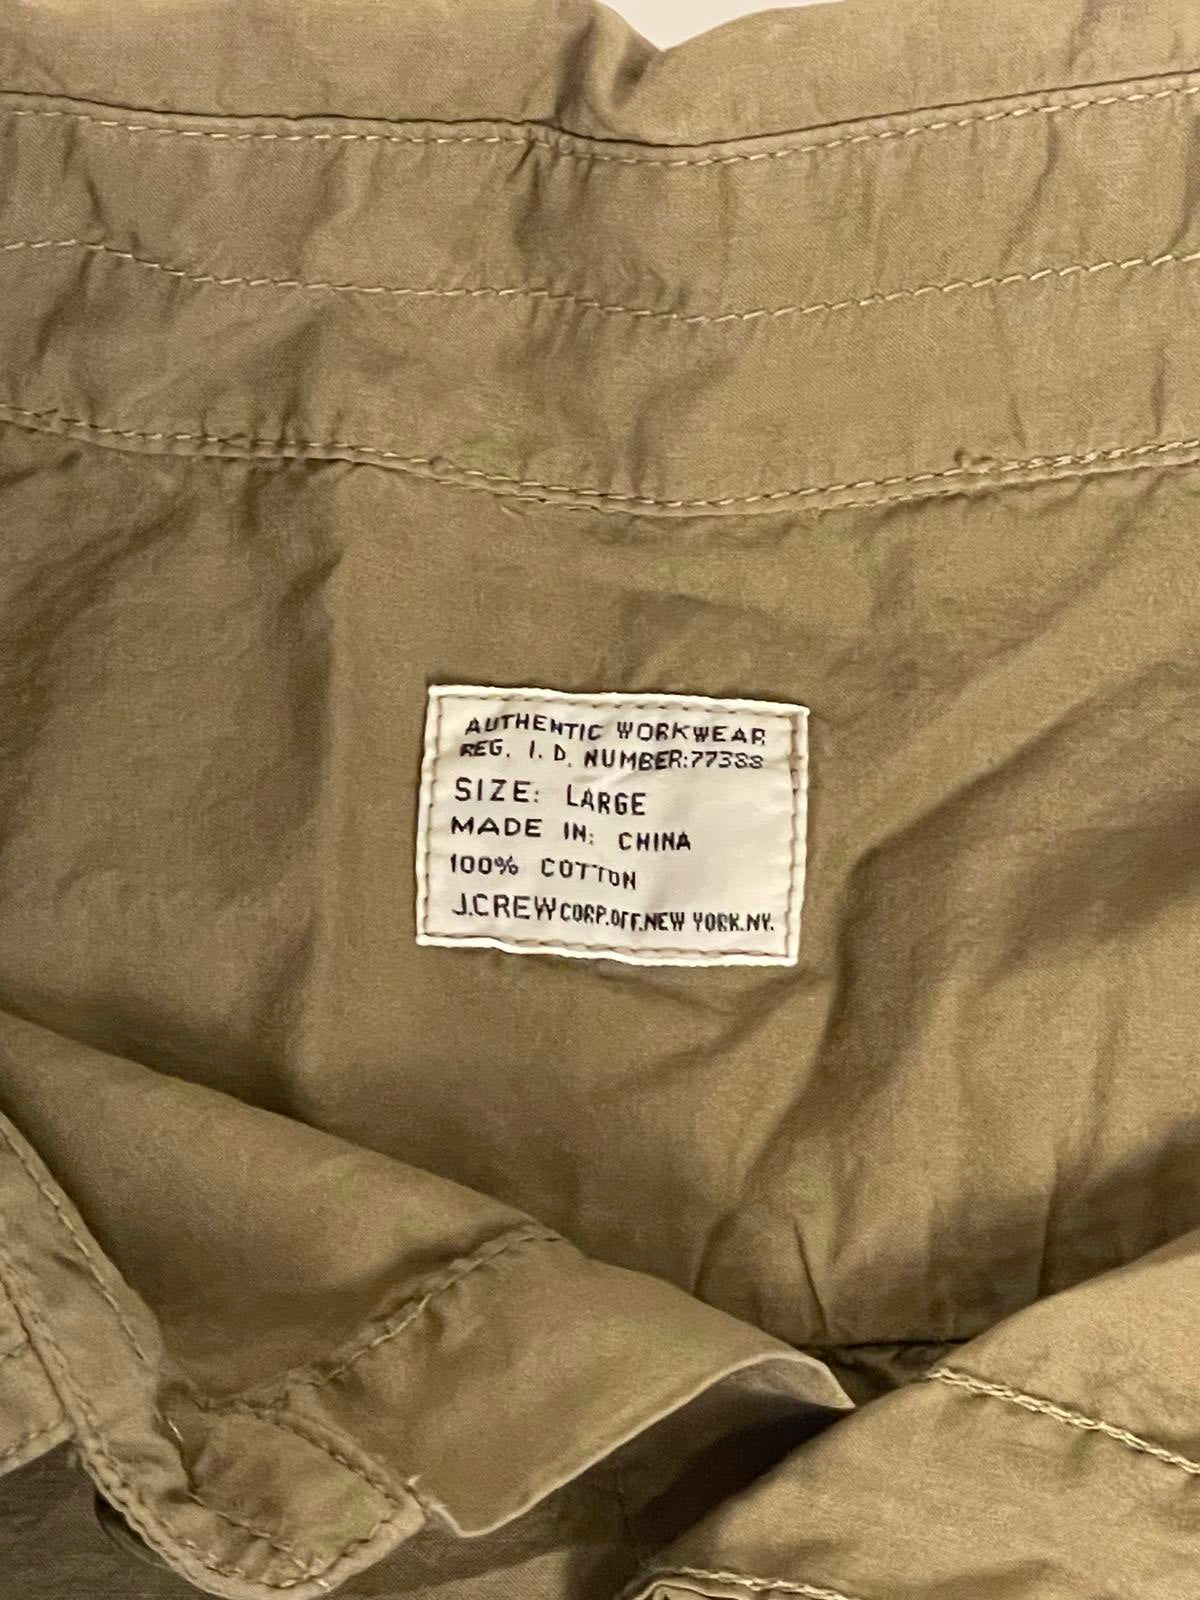 AUTHENTIC WORKWEAR
REG. I.D. NUMBER:77388
SIZE: LARGE
MADE IN: CHINA
100% COTTON
J.CREW CORP.OFF.NEW YORK.NY.